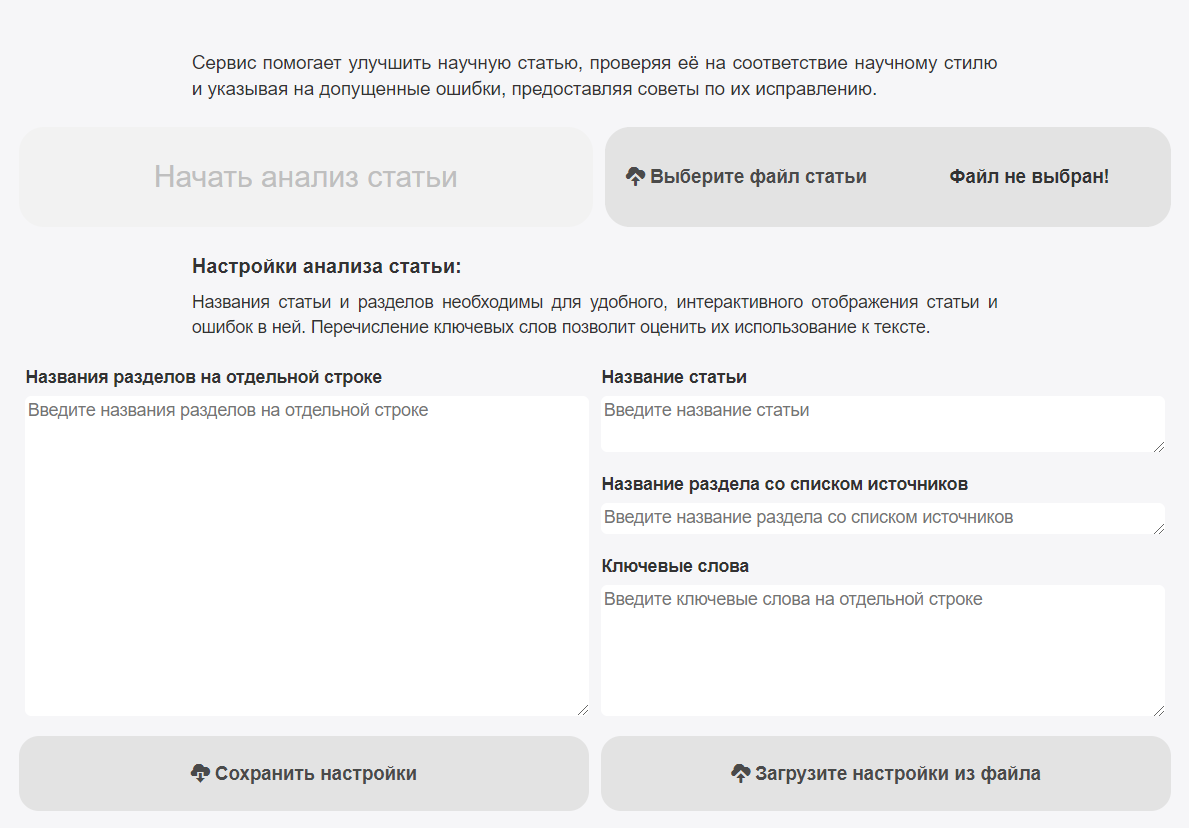 Сервис помогает улучшить научную статью, проверяя её на соответствие научному стилю
и указывая на допущенные ошибки, предоставляя советы по их исправлению.
Начать анализ статьи
Выберите файл статьи
Файл не выбран!
Настройки анализа статьи:
Названия статьи и разделов необходимы для удобного, интерактивного отображения статьи и
ошибок в ней. Перечисление ключевых слов позволит оценить их использование к тексте.
Названия разделов на отдельной строке
Введите названия разделов на отдельной строке
Название статьи
Введите название статьи
Название раздела со списком источников
Введите название раздела со списком источников
Ключевые слова
Введите ключевые слова на отдельной строке
Сохранить настройки
Загрузите настройки из файла